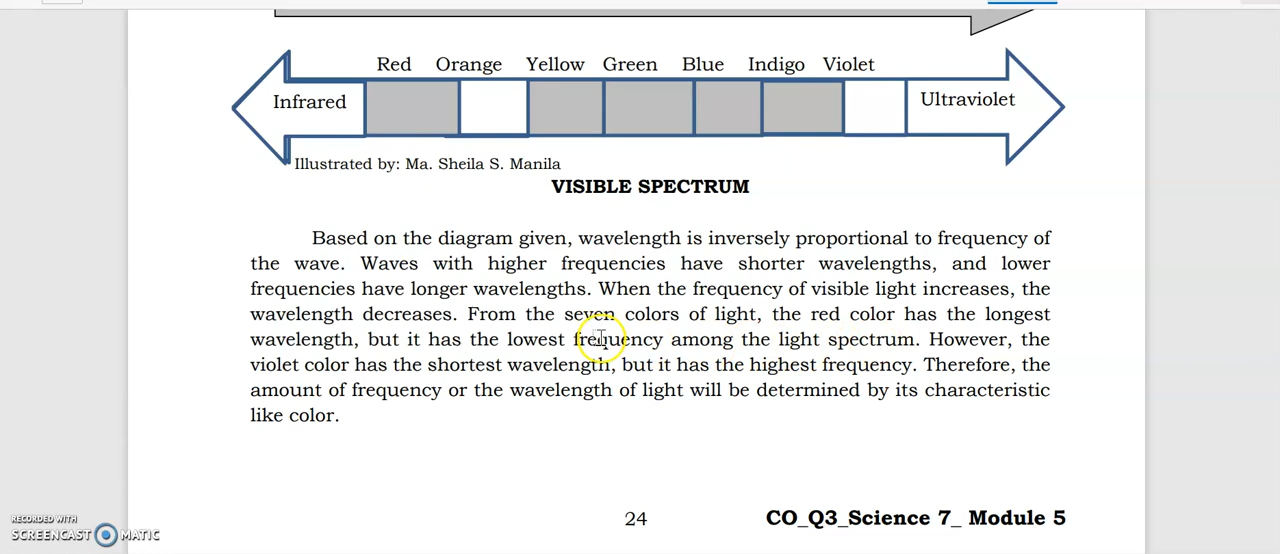 Red Orange Yellow Green Blue Indigo Violet
Infrared Ultraviolet
Illustrated by: Ma. Sheila S. Manila
VISIBLE SPECTRUM
Based on the diagram given, wavelength is inversely proportional to frequency of
the wave. Waves with higher frequencies have shorter wavelengths, and lower
frequencies have longer wavelengths. When the frequency of visible light increases, the
wavelength decreases. From the seven colors of light, the red color has the longest
wavelength, but it has the lowest frequency among the light spectrum. However, the
violet color has the shortest wavelength, but it has the highest frequency. Therefore, the
amount of frequency or the wavelength of light will be determined by its characteristic
like color.
24 CO_Q3_Science 7_ Module 5
RECORDED WITH
SCREENCAST MATIC